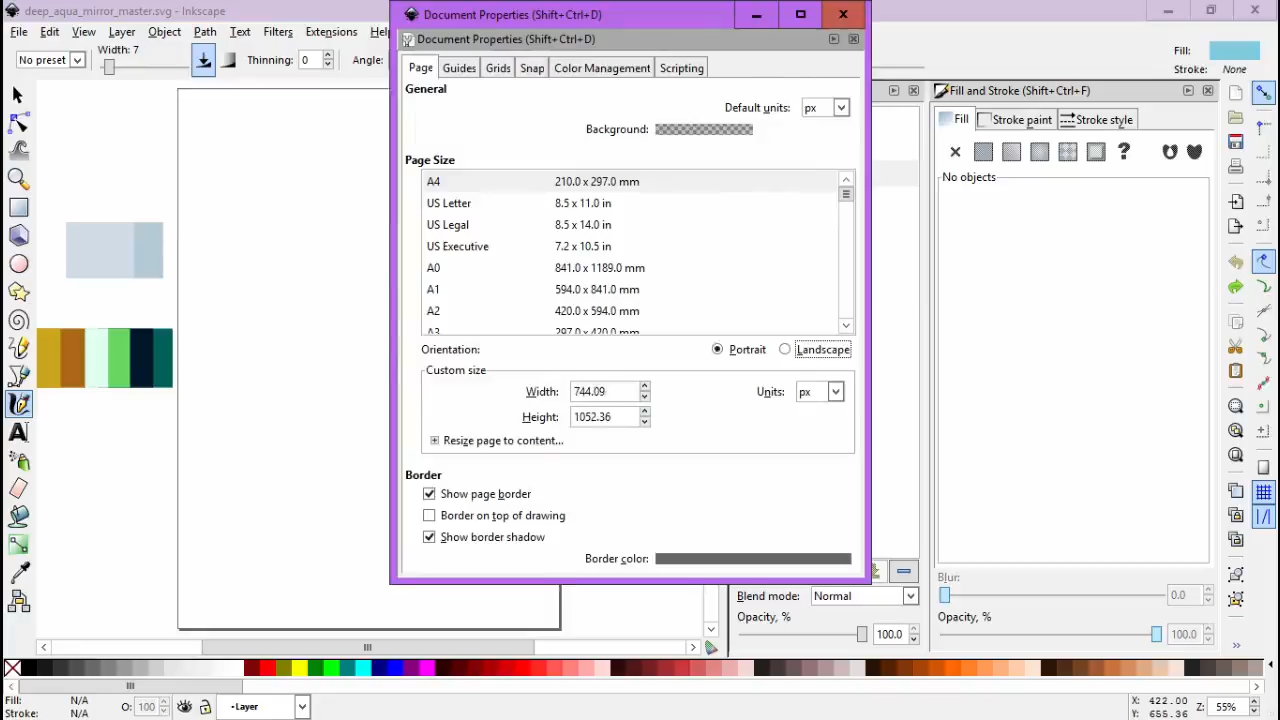 deep_aqua_mirror_master.svg - Inkscape
Document Properties (Shift+Ctrl+D)
File Edit View Layer Object Path Text Filters Extensions Help
Document Properties (Shift+Ctrl+D)
No preset Width: 7 Thinning: 0 Angle:
Fill:
Stroke: None
Page Guides Grids Snap Color Management Scripting
General
Default units: px
Background:
Page Size
A4 210.0 x 297.0 mm
US Letter 8.5 x 11.0 in
US Legal 8.5 x 14.0 in
US Executive 7.2 x 10.5 in
A0 841.0 x 1189.0 mm
A1 594.0 x 841.0 mm
A2 420.0 x 594.0 mm
A3 297.0 x 420.0 mm
Orientation: Portrait Landscape
Custom size
Width: 744.09 Units: px
Height: 1052.36
Resize page to content...
Border
Show page border
Border on top of drawing
Show border shadow
Border color:
Fill and Stroke (Shift+Ctrl+F)
Fill Stroke paint Stroke style
?
No objects
Blend mode: Normal
Opacity, % 100.0
Blur: 0.0
Opacity, % 100.0
Fill: N/A
Stroke: N/A
O: 100
•Layer
X: 422.00
Y: 655.36
Z: 55%